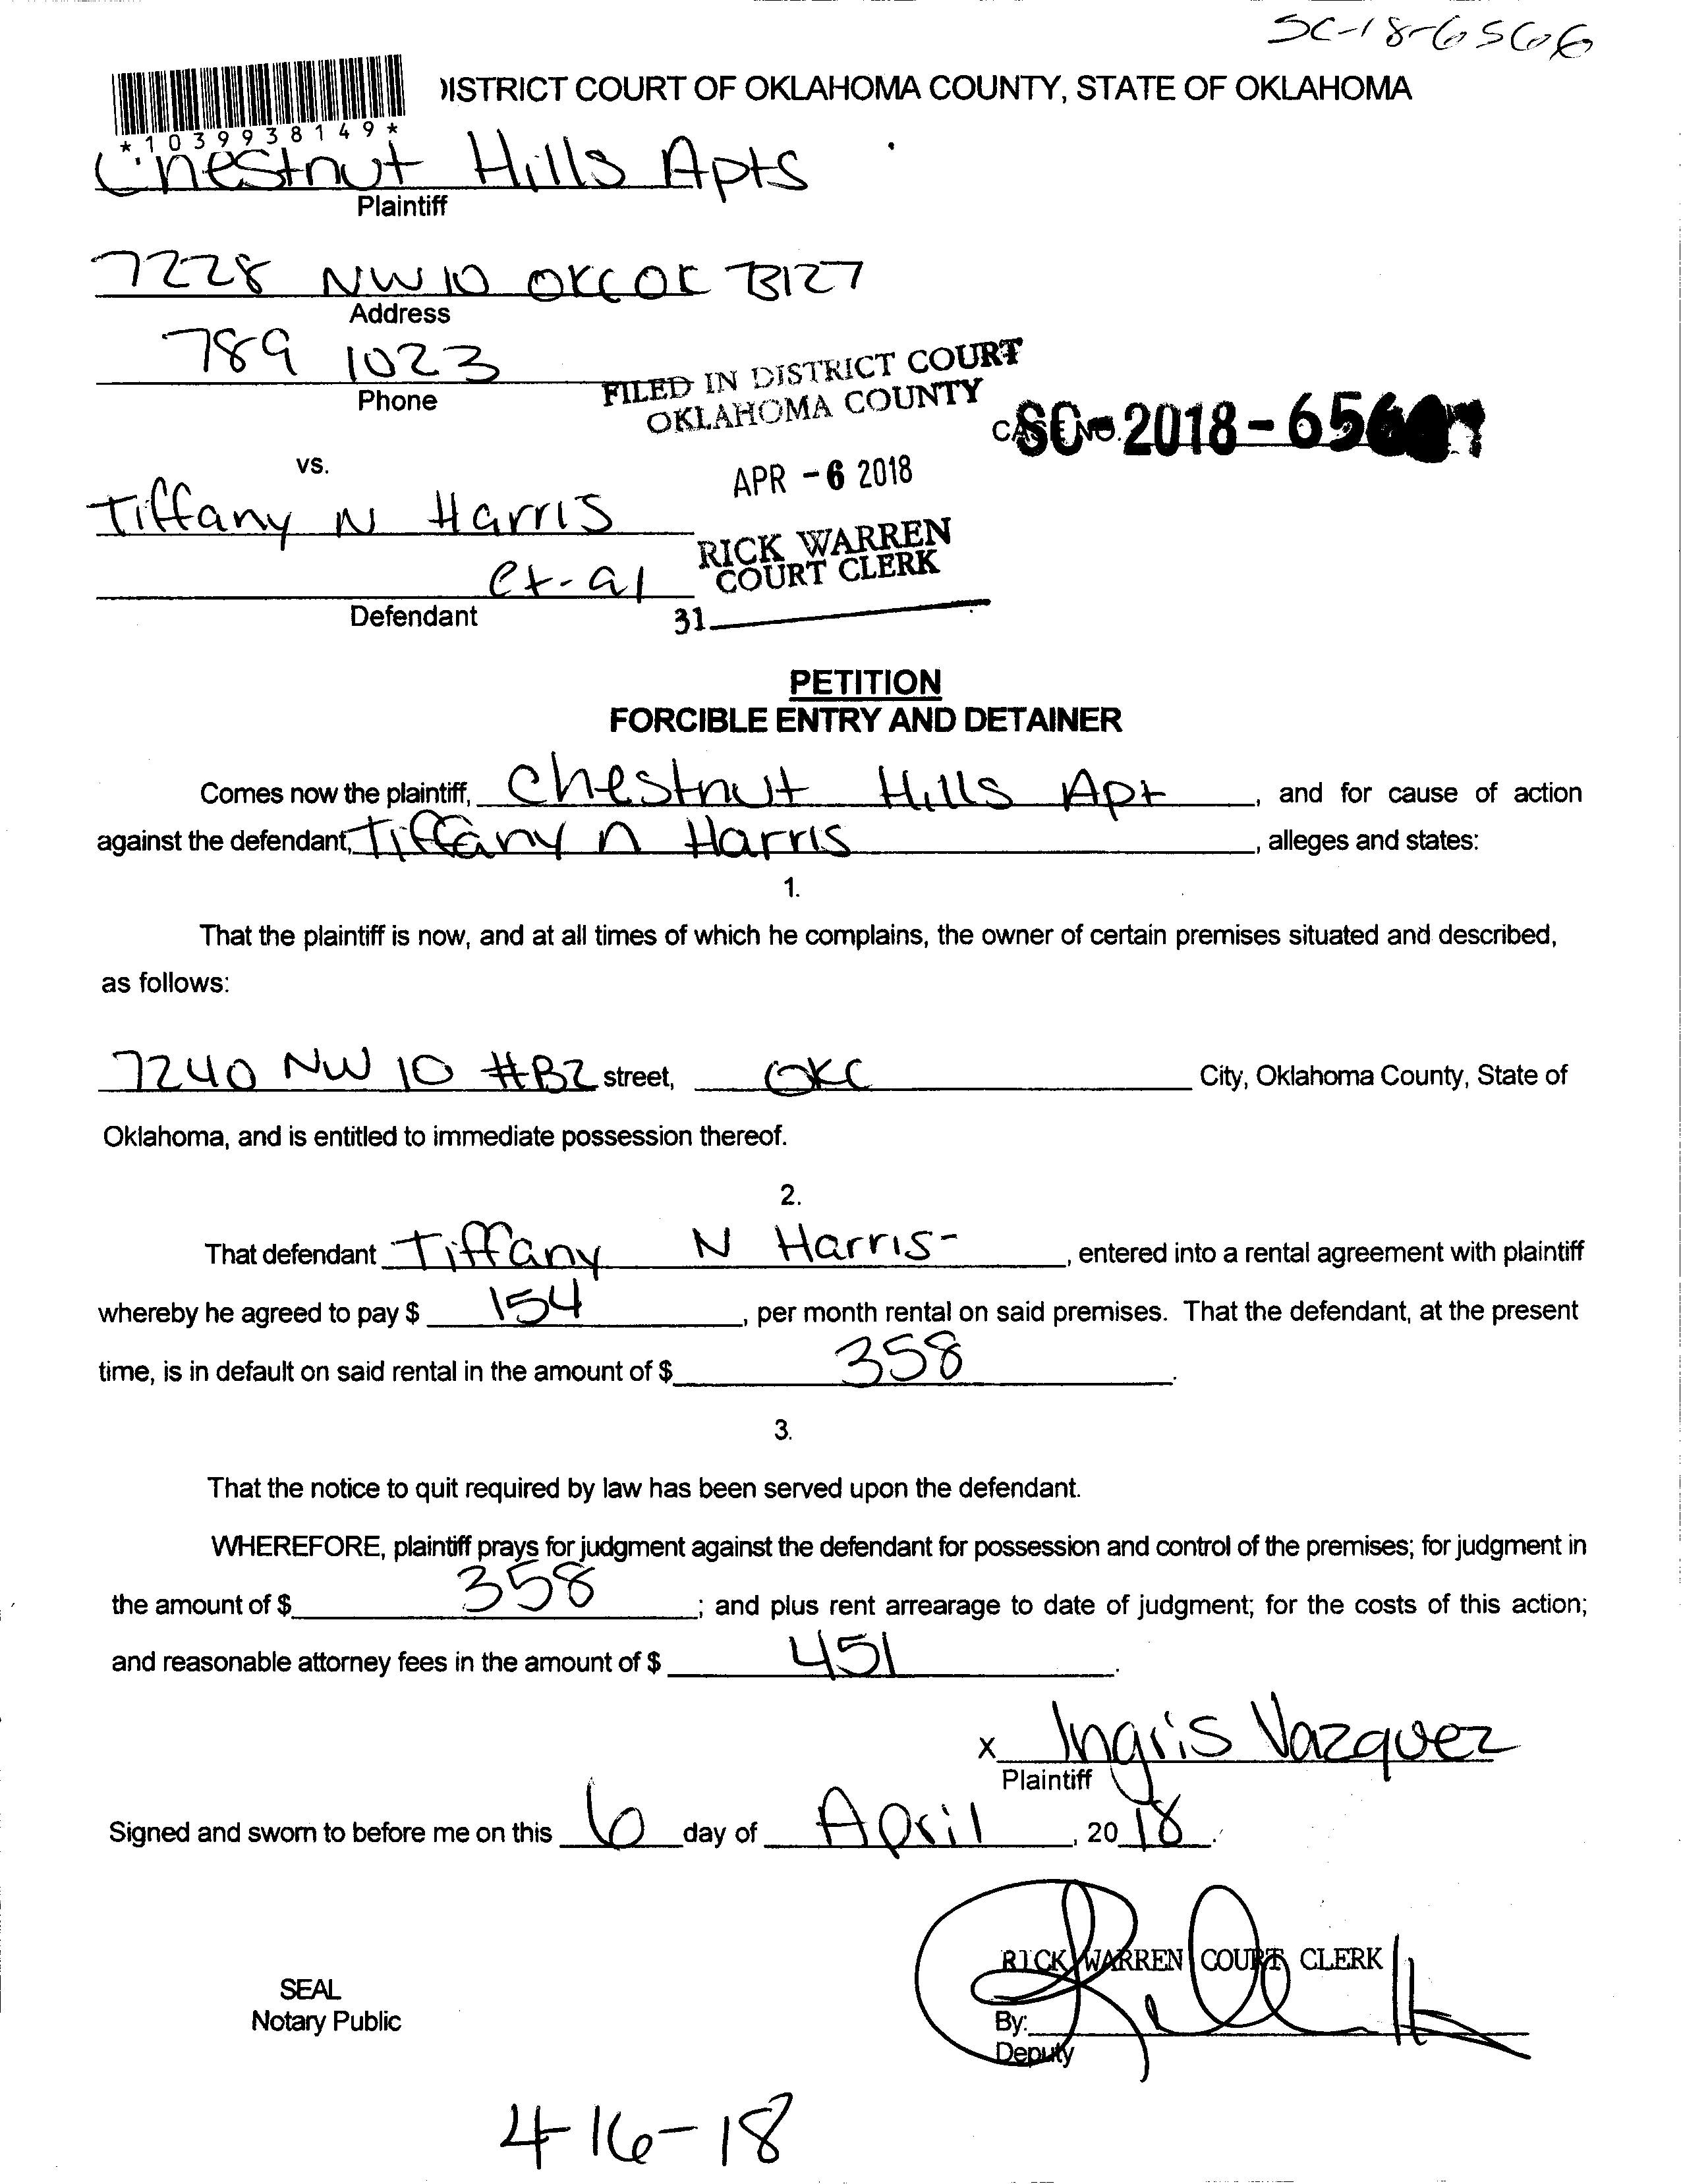 SC-18-6566
DISTRICT COURT OF OKLAHOMA COUNTY, STATE OF OKLAHOMA
*1039938149*
Chestnut Hills Apts
Plaintiff
7228 NW 10 OKC OK 73127
Address
789 1023
Phone
FILED IN DISTRICT COURT
OKLAHOMA COUNTY
CASE NO. SC-2018-656
vs.
APR -6 2018
Tiffany N Harris
RICK WARREN
COURT CLERK
et-al
Defendant
31
PETITION
FORCIBLE ENTRY AND DETAINER
Comes now the plaintiff, Chestnut Hills Apt, and for cause of action
against the defendant, Tiffany N Harris, alleges and states:
1.
That the plaintiff is now, and at all times of which he complains, the owner of certain premises situated and described,
as follows:
7240 NW 10 #B2 street, OKC City, Oklahoma County, State of
Oklahoma, and is entitled to immediate possession thereof.
2.
That defendant Tiffany N Harris-, entered into a rental agreement with plaintiff
whereby he agreed to pay $ 154, per month rental on said premises. That the defendant, at the present
time, is in default on said rental in the amount of $ 358.
3.
That the notice to quit required by law has been served upon the defendant.
WHEREFORE, plaintiff prays for judgment against the defendant for possession and control of the premises; for judgment in
the amount of $ 358; and plus rent arrearage to date of judgment; for the costs of this action;
and reasonable attorney fees in the amount of $ 451.
x Ingris Vazquez
Plaintiff
Signed and sworn to before me on this 6 day of April, 2018.
RICK WARREN COURT CLERK
SEAL
Notary Public
By:
Deputy
4-16-18